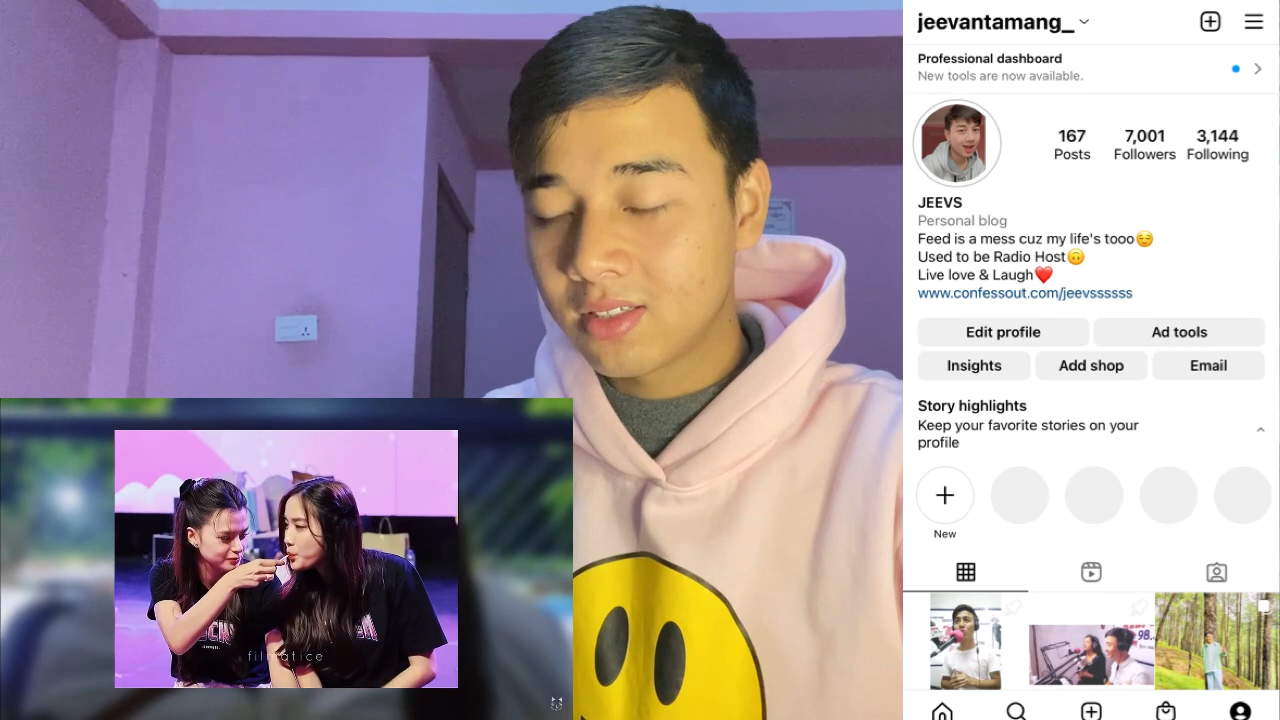 jeevantamang_
Professional dashboard
New tools are now available.
167
Posts
7,001
Followers
3,144
Following
JEEVS
Personal blog
Feed is a mess cuz my life's tooo😌
Used to be Radio Host🙃
Live love & Laugh❤️
www.confessout.com/jeevssssss
Edit profile
Ad tools
Insights
Add shop
Email
Story highlights
Keep your favorite stories on your
profile
New
98.
filmatice